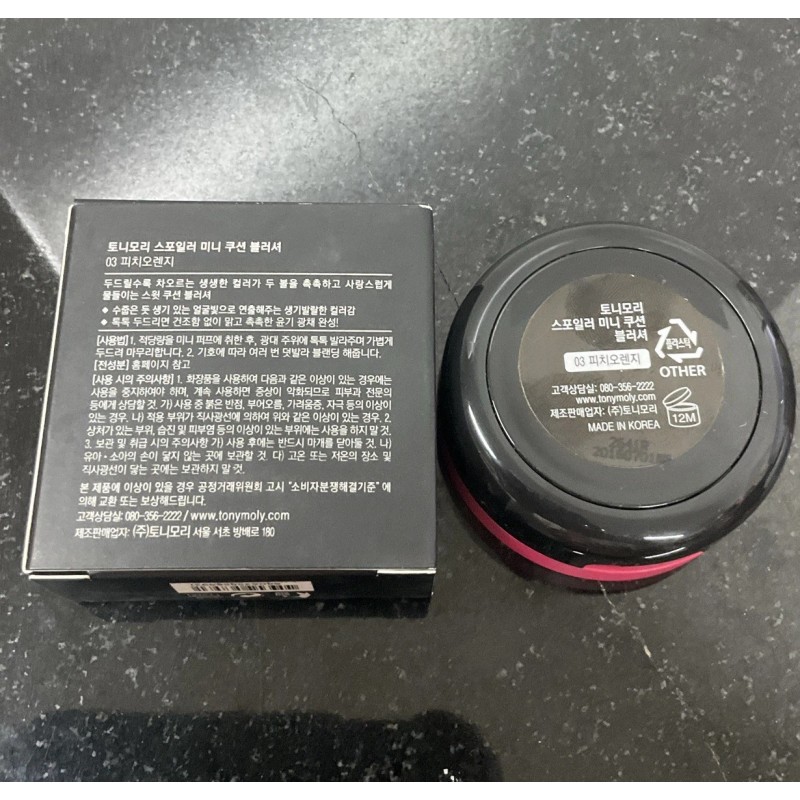 토니모리 스포일러 미니 쿠션 블러셔
03 피치오렌지
두드릴수록 차오르는 생생한 컬러가 두 볼을 촉촉하고 사랑스럽게
물들이는 스윗 쿠션 블러셔
◆ 수줍은 듯 생기 있는 얼굴빛으로 연출해주는 생기발랄한 컬러감
◆ 톡톡 두드리면 건조함 없이 맑고 촉촉한 윤기 광채 완성!
[사용법] 1. 적당량을 미니 퍼프에 취한 후, 광대 주위에 톡톡 발라주며 가볍게
두드려 마무리합니다. 2. 기호에 따라 여러 번 덧발라 블랜딩 해줍니다.
[전성분] 홈페이지 참고
[사용 시의 주의사항] 1. 화장품을 사용하여 다음과 같은 이상이 있는 경우에는
사용을 중지하여야 하며, 계속 사용하면 증상이 악화되므로 피부과 전문의
등에게 상담할 것. 가) 사용 중 붉은 반점, 부어오름, 가려움증, 자극 등의 이상이
있는 경우, 나) 적용 부위가 직사광선에 의하여 위와 같은 이상이 있는 경우. 2.
상처가 있는 부위, 습진 및 피부염 등의 이상이 있는 부위에는 사용을 하지 말 것.
3. 보관 및 취급 시의 주의사항 가) 사용 후에는 반드시 마개를 닫아둘 것. 나)
유아·소아의 손이 닿지 않는 곳에 보관할 것. 다) 고온 또는 저온의 장소 및
직사광선이 닿는 곳에는 보관하지 말 것.
본 제품에 이상이 있을 경우 공정거래위원회 고시 "소비자분쟁해결기준" 에
의해 교환 또는 보상해드립니다.
고객상담실: 080-356-2222 / www.tonymoly.com
제조판매업자: (주)토니모리 서울 서초 방배로 180
토니모리
스포일러 미니 쿠션
블러셔
03 피치오렌지
플라스틱
OTHER
고객상담실: 080-356-2222
www.tonymoly.com
제조판매업자: (주)토니모리
MADE IN KOREA
12M